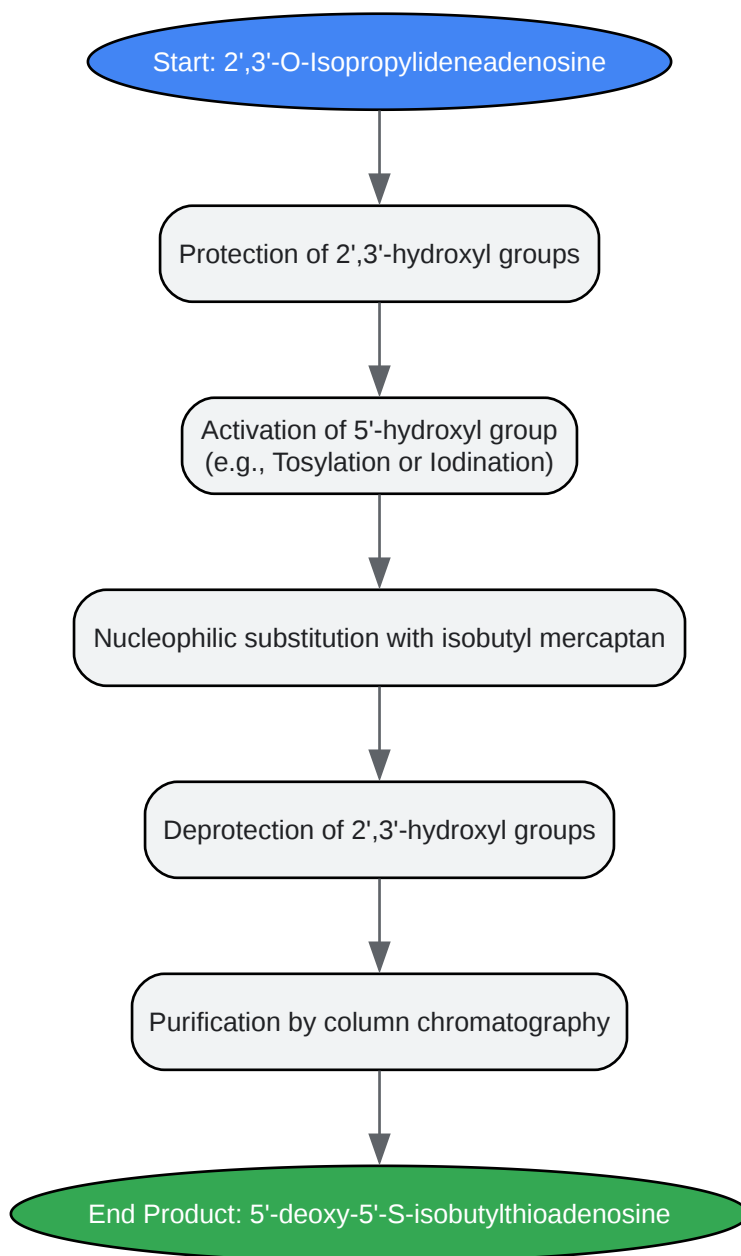 Start: 2',3'-O-Isopropylideneadenosine
Protection of 2',3'-hydroxyl groups
Activation of 5'-hydroxyl group
(e.g., Tosylation or Iodination)
Nucleophilic substitution with isobutyl mercaptan
Deprotection of 2',3'-hydroxyl groups
Purification by column chromatography
End Product: 5'-deoxy-5'-S-isobutylthioadenosine